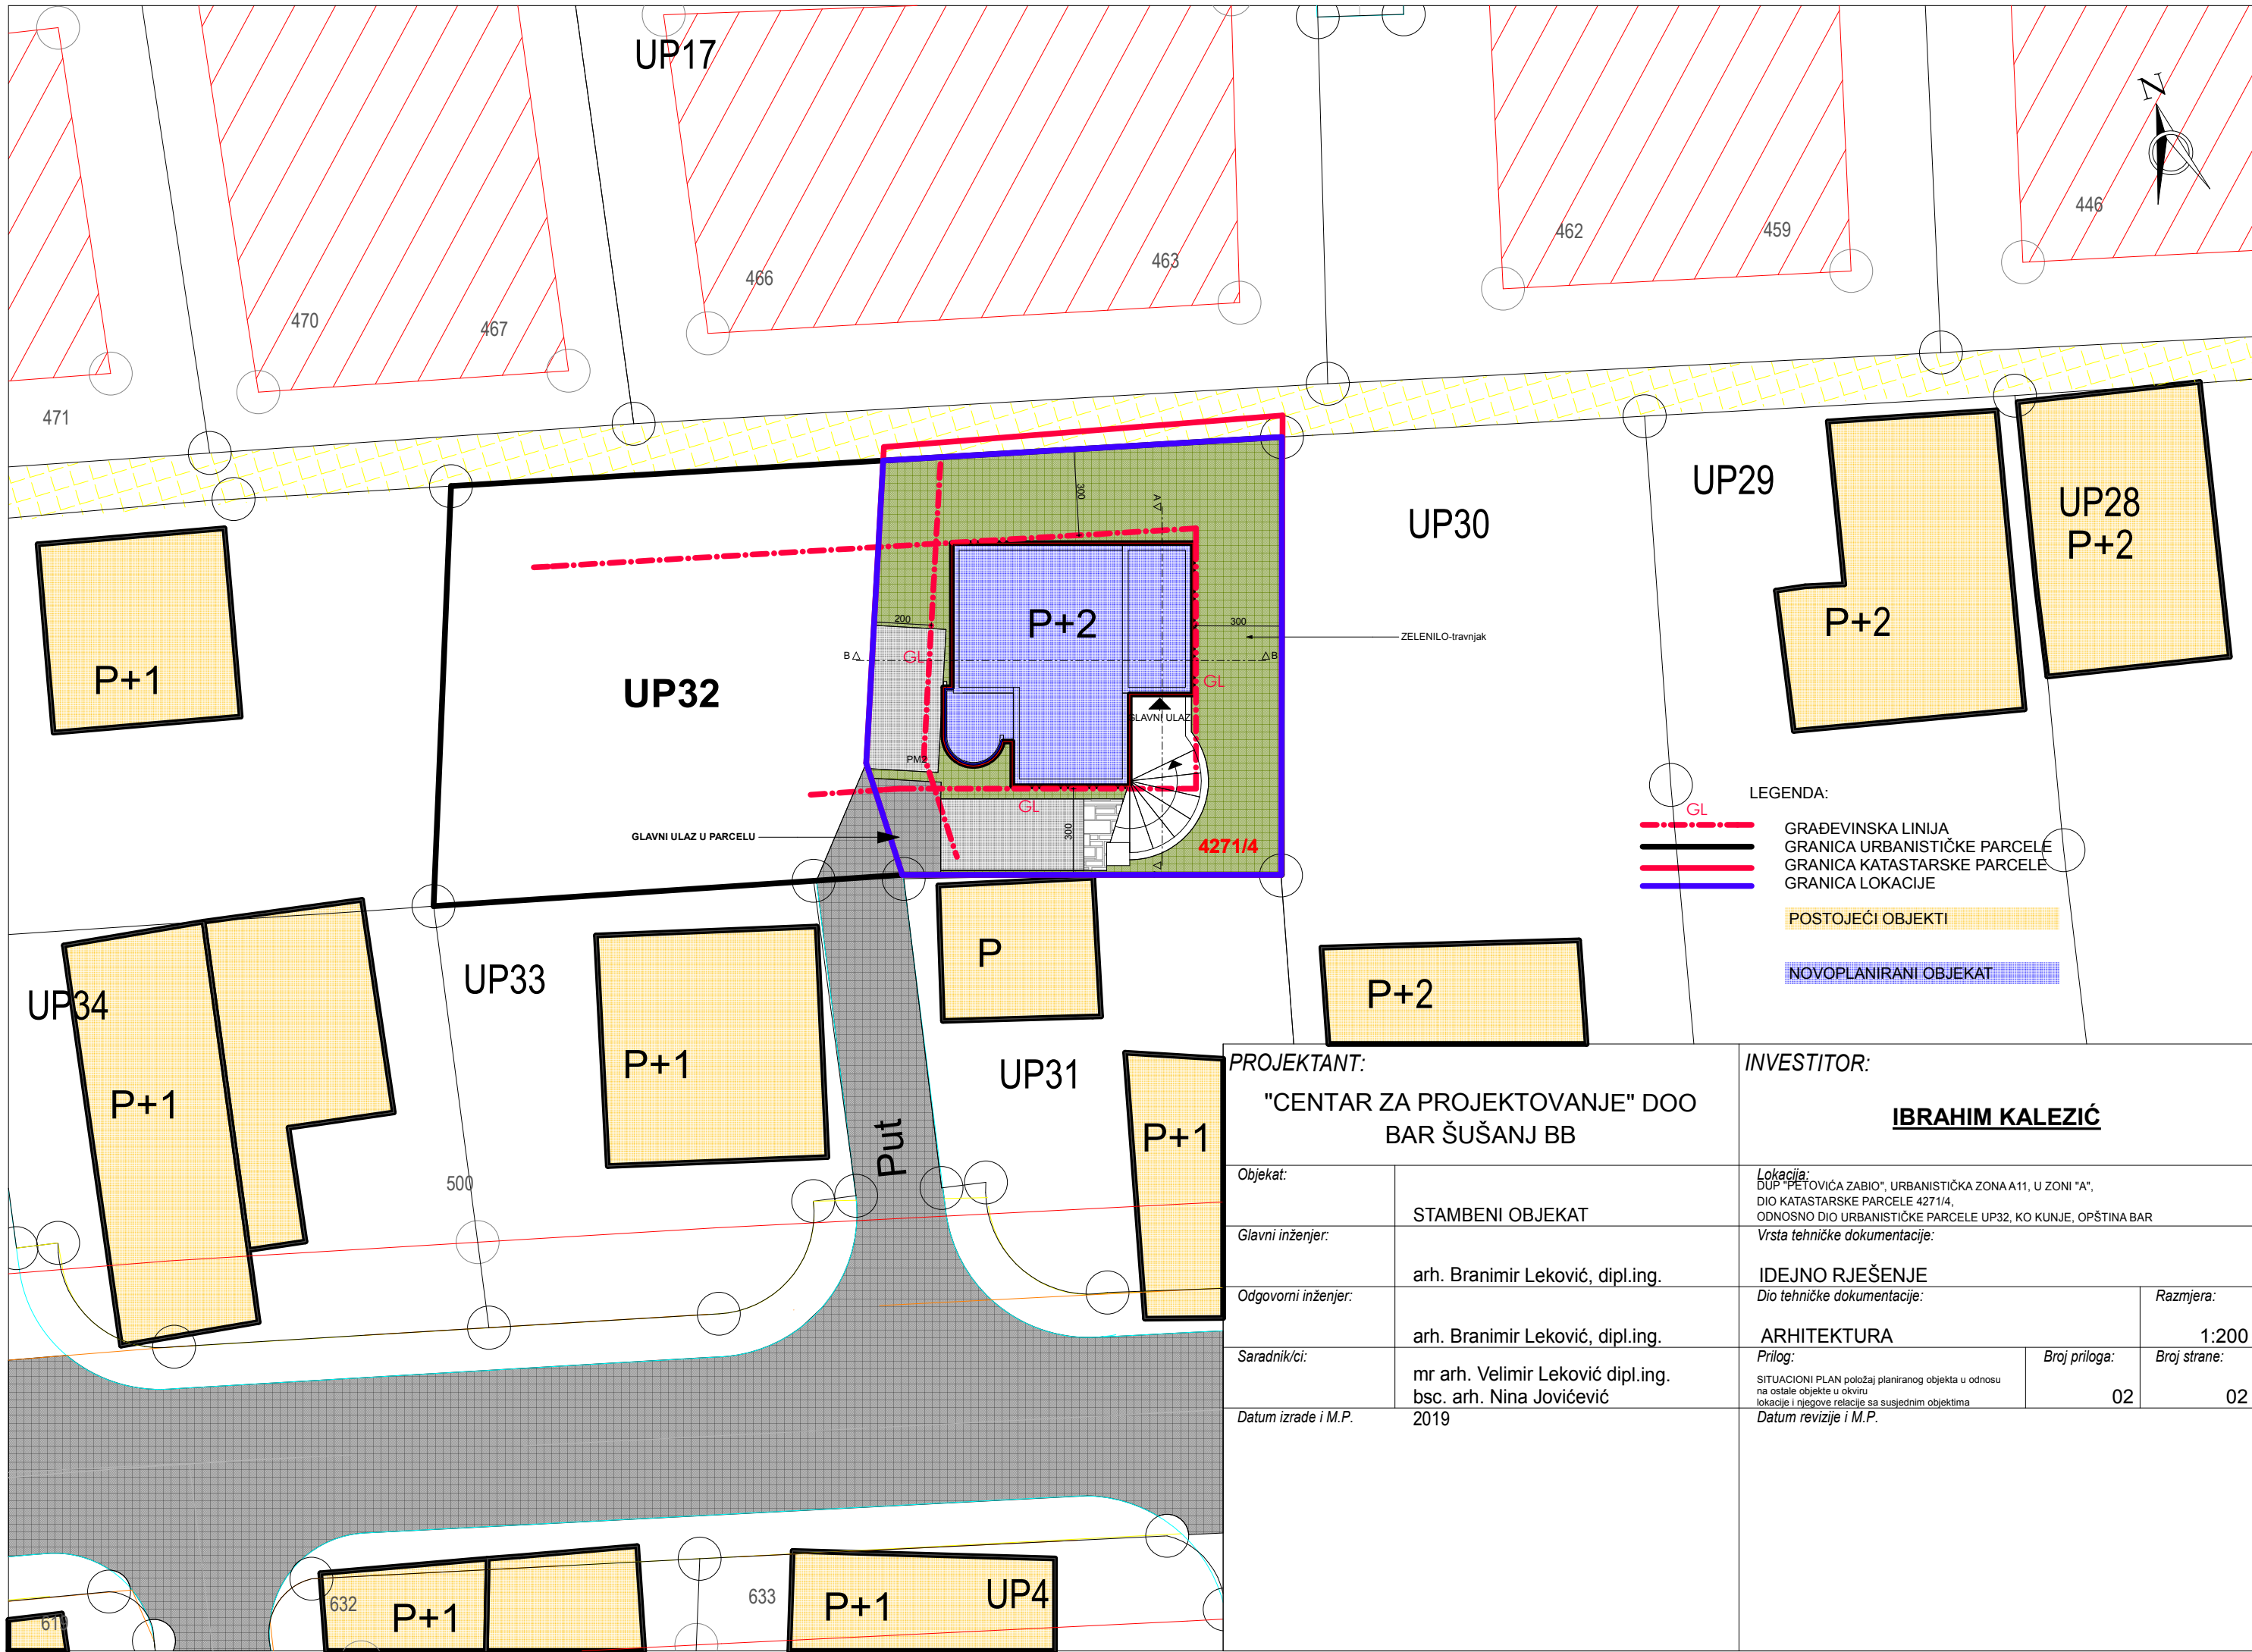 UP17
N
446
462
459
463
466
470
467
471
UP29
UP28
P+2
UP30
300
A
P+2
P+2
200
300
ZELENILO-travnjak
B
B
GL
P+1
UP32
GL
GLAVNI ULAZ
PM
GL
300
GLAVNI ULAZ U PARCELU
4271/4
LEGENDA:
GL
GRAĐEVINSKA LINIJA
GRANICA URBANISTIČKE PARCELE
GRANICA KATASTARSKE PARCELE
GRANICA LOKACIJE
POSTOJEĆI OBJEKTI
NOVOPLANIRANI OBJEKAT
P
P+2
UP33
UP34
P+1
P+1
UP31
P+1
Put
500
PROJEKTANT:
"CENTAR ZA PROJEKTOVANJE" DOO
BAR ŠUŠANJ BB
INVESTITOR:
IBRAHIM KALEZIĆ
Objekat:
STAMBENI OBJEKAT
Lokacija:
DUP "PETOVIĆA ZABIO", URBANISTIČKA ZONA A11, U ZONI "A",
DIO KATASTARSKE PARCELE 4271/4,
ODNOSNO DIO URBANISTIČKE PARCELE UP32, KO KUNJE, OPŠTINA BAR
Glavni inženjer:
arh. Branimir Leković, dipl.ing.
Vrsta tehničke dokumentacije:
IDEJNO RJEŠENJE
Odgovorni inženjer:
arh. Branimir Leković, dipl.ing.
Dio tehničke dokumentacije:
ARHITEKTURA
Razmjera:
1:200
Saradnik/ci:
mr arh. Velimir Leković dipl.ing.
bsc. arh. Nina Jovićević
Prilog:
SITUACIONI PLAN položaj planiranog objekta u odnosu
na ostale objekte u okviru
lokacije i njegove relacije sa susjednim objektima
Broj priloga:
02
Broj strane:
02
Datum izrade i M.P.
2019
Datum revizije i M.P.
619
632
P+1
633
P+1
UP4